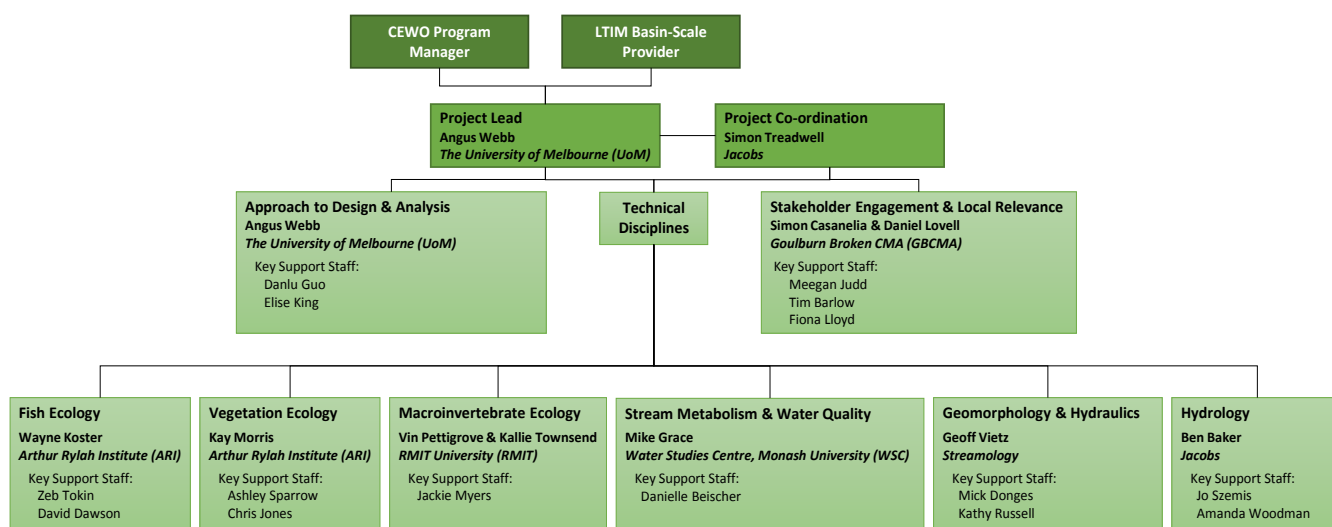 CEWO Program
Manager
LTIM Basin-Scale
Provider
Project Lead
Angus Webb
The University of Melbourne (UoM)
Project Co-ordination
Simon Treadwell
Jacobs
Approach to Design & Analysis
Angus Webb
The University of Melbourne (UoM)
Key Support Staff:
Danlu Guo
Elise King
Technical
Disciplines
Stakeholder Engagement & Local Relevance
Simon Casanelia & Daniel Lovell
Goulburn Broken CMA (GBCMA)
Key Support Staff:
Meegan Judd
Tim Barlow
Fiona Lloyd
Fish Ecology
Wayne Koster
Arthur Rylah Institute (ARI)
Key Support Staff:
Zeb Tokin
David Dawson
Vegetation Ecology
Kay Morris
Arthur Rylah Institute (ARI)
Key Support Staff:
Ashley Sparrow
Chris Jones
Macroinvertebrate Ecology
Vin Pettigrove & Kallie Townsend
RMIT University (RMIT)
Key Support Staff:
Jackie Myers
Stream Metabolism & Water Quality
Mike Grace
Water Studies Centre, Monash University (WSC)
Key Support Staff:
Danielle Beischer
Geomorphology & Hydraulics
Geoff Vietz
Streamology
Key Support Staff:
Mick Donges
Kathy Russell
Hydrology
Ben Baker
Jacobs
Key Support Staff:
Jo Szemis
Amanda Woodman